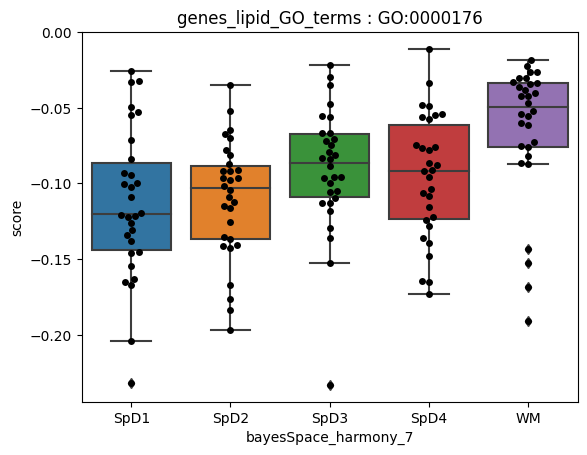 genes_lipid_GO_terms : GO:0000176
0.00
−0.05
−0.10
−0.15
−0.20
score
SpD1 SpD2 SpD3 SpD4 WM
bayesSpace_harmony_7